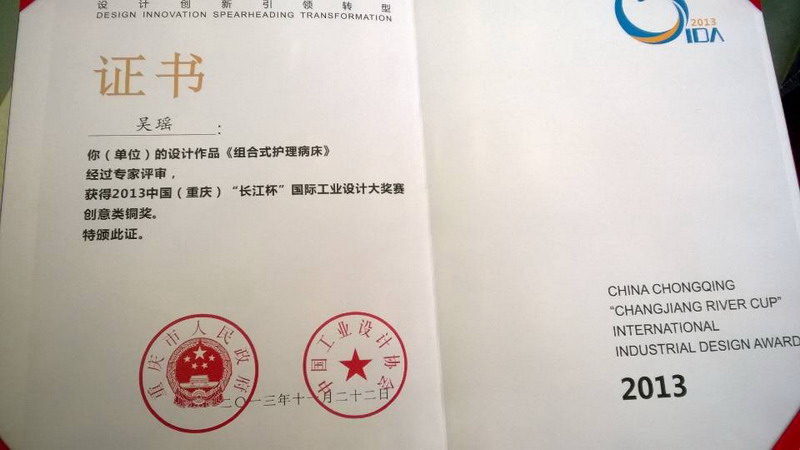 设计创新引领转型
DESIGN INNOVATION SPEARHEADING TRANSFORMATION
证书
吴瑶：
你（单位）的设计作品《组合式护理病床》
经过专家评审，
获得2013中国（重庆）“长江杯”国际工业设计大奖赛
创意类铜奖。
特颁此证。
重庆市人民政府
中国工业设计协会
二〇一三年十一月二十二日
2013
IDA
CHINA CHONGQING
“CHANGJIANG RIVER CUP”
INTERNATIONAL
INDUSTRIAL DESIGN AWARD
2013